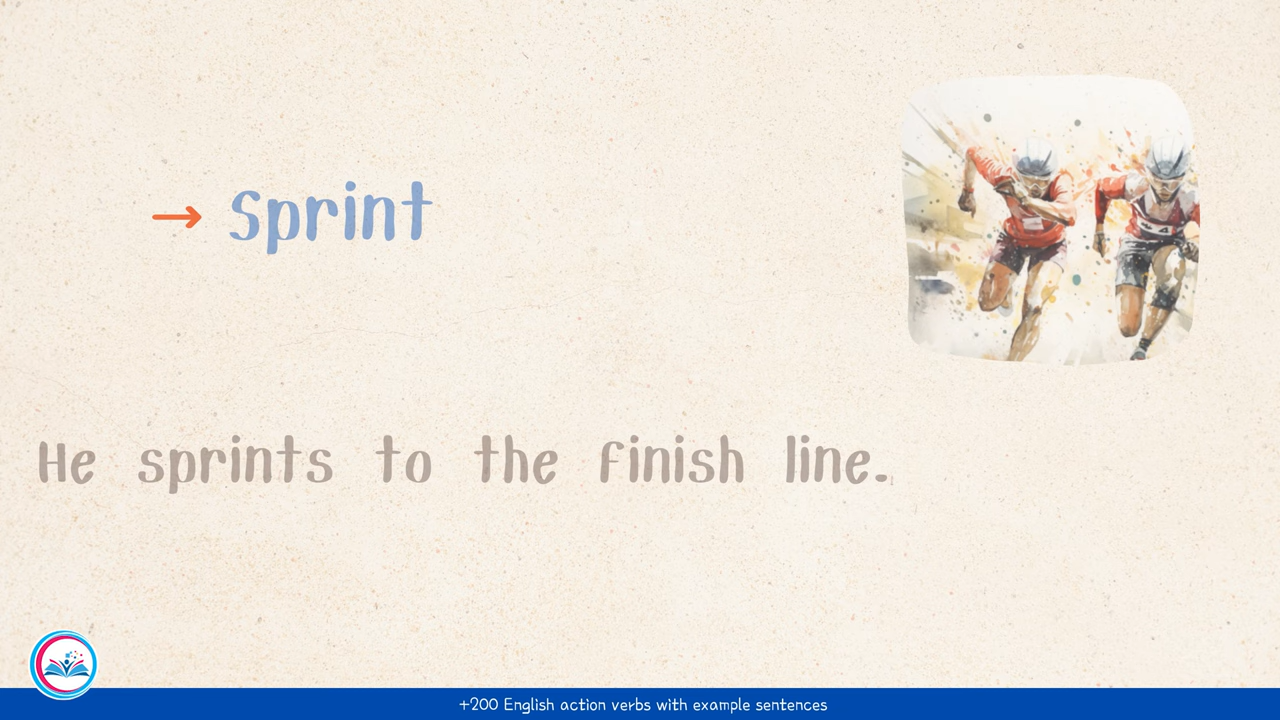 → Sprint
He sprints to the finish line.
+200 English action verbs with example sentences